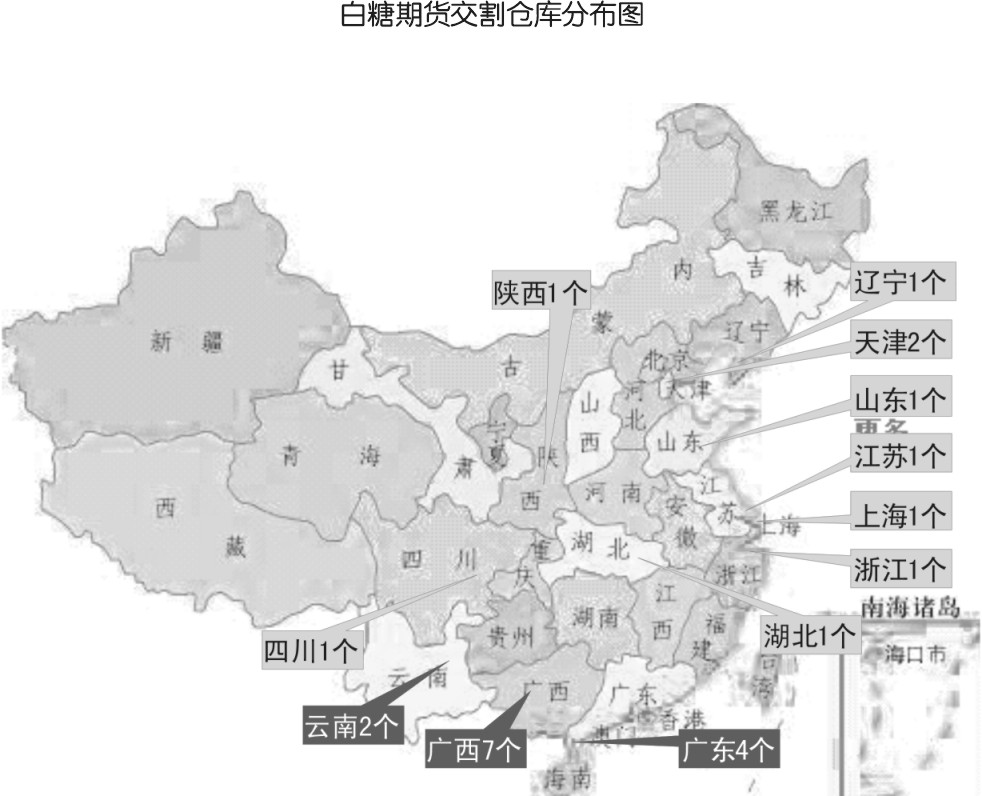 白糖期货交割仓库分布图
黑龙江
内
吉
林
辽宁1个
陕西1个
蒙
辽宁
新疆
天津2个
古
北京
甘
河
天津
北
山东1个
山
西
更多
宁
夏
山东
江苏1个
青海
陕
肃
江
河南
西
安
苏
上海1个
上海
西
湖北
徽
藏
四川
重
庆
浙江1个
浙江
江
西
南海诸岛
湖南
福
建
贵州
湖北1个
四川1个
海口市
台
湾
云南
广西
广东
香港
云南2个
澳门
广西7个
广东4个
海南